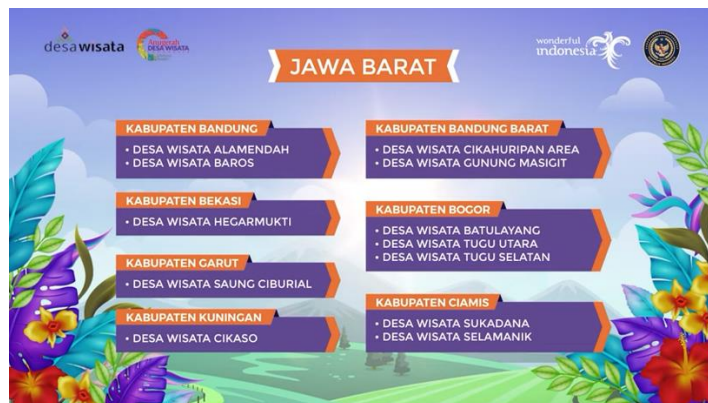 desa wisata
Anugerah
DESA WISATA
wonderful
indonesia
JAWA BARAT
KABUPATEN BANDUNG
• DESA WISATA ALAMENDAH
• DESA WISATA BAROS
KABUPATEN BEKASI
• DESA WISATA HEGARMUKTI
KABUPATEN GARUT
• DESA WISATA SAUNG CIBURIAL
KABUPATEN KUNINGAN
• DESA WISATA CIKASO
KABUPATEN BANDUNG BARAT
• DESA WISATA CIKAHURIPAN AREA
• DESA WISATA GUNUNG MASIGIT
KABUPATEN BOGOR
• DESA WISATA BATULAYANG
• DESA WISATA TUGU UTARA
• DESA WISATA TUGU SELATAN
KABUPATEN CIAMIS
• DESA WISATA SUKADANA
• DESA WISATA SELAMANIK